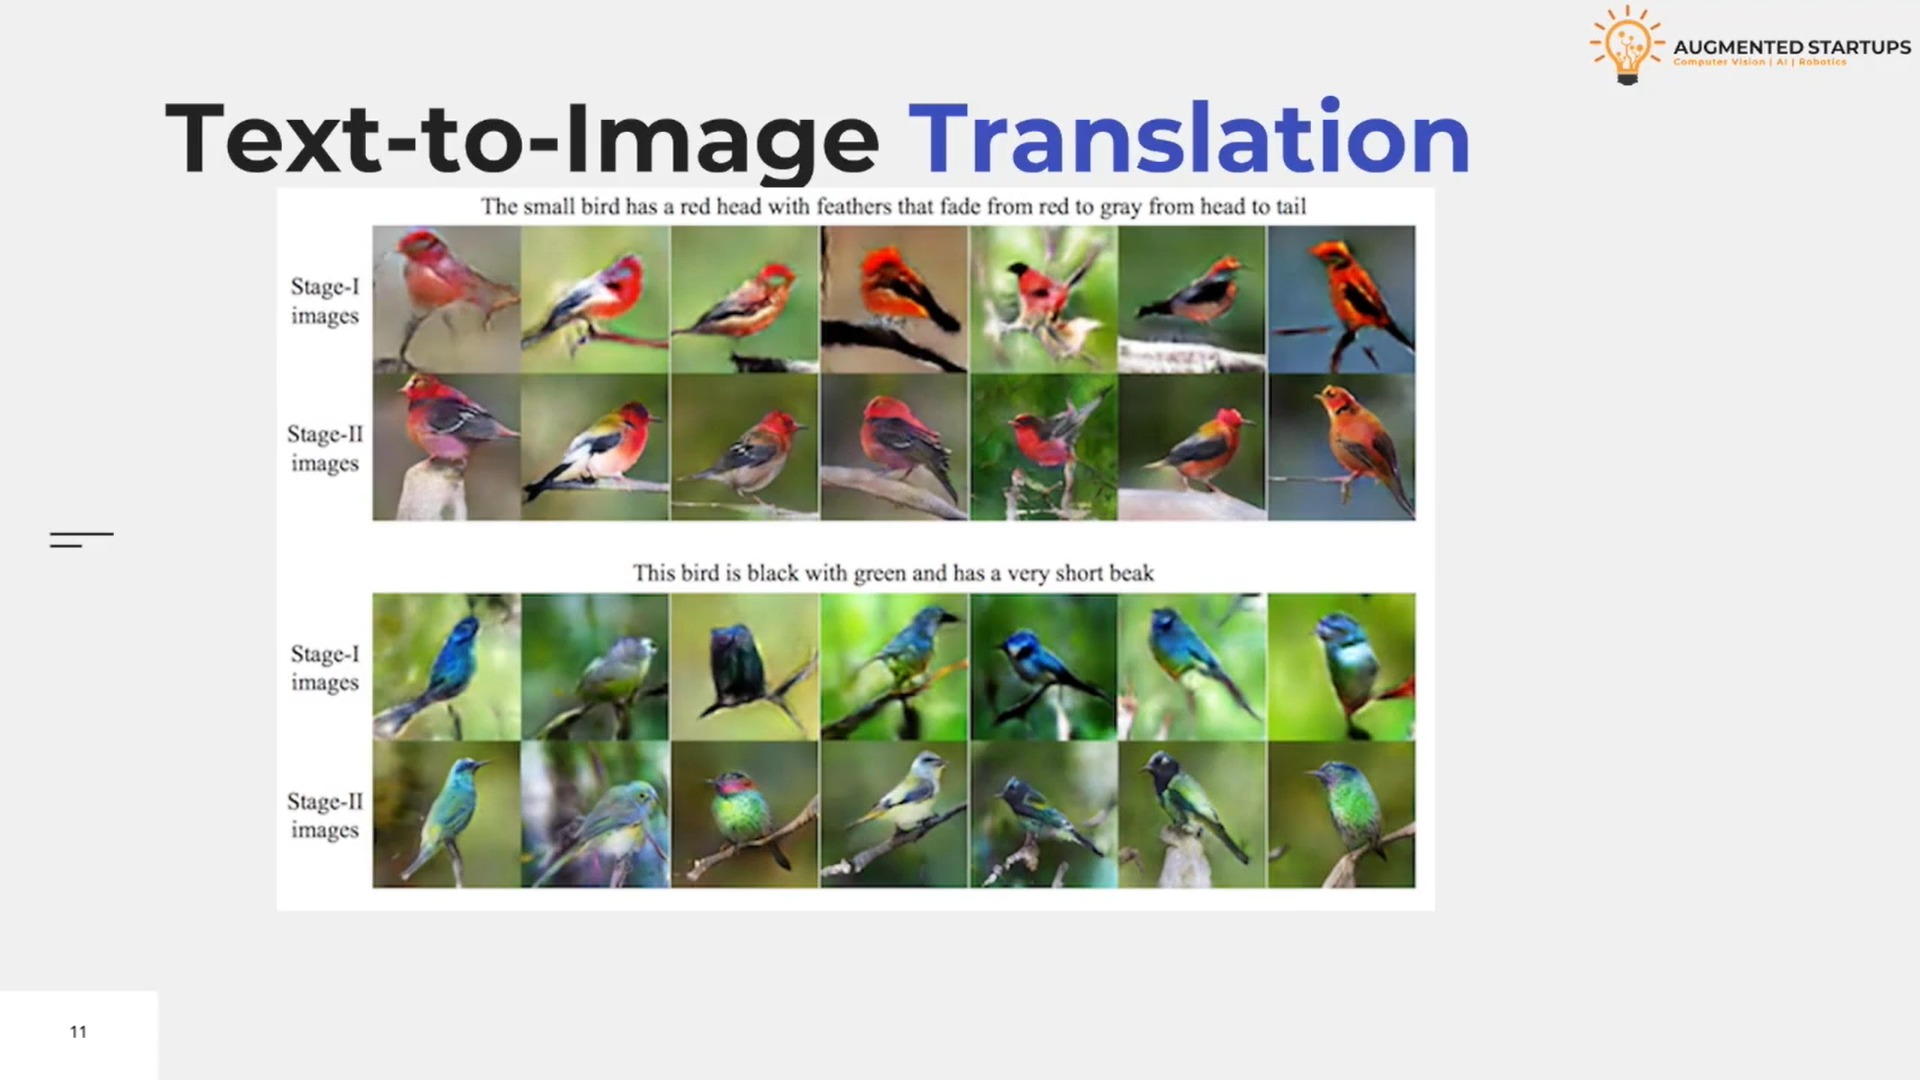 AUGMENTED STARTUPS
Computer Vision | AI | Robotics
Text-to-Image Translation
The small bird has a red head with feathers that fade from red to gray from head to tail
Stage-I
images
Stage-II
images
This bird is black with green and has a very short beak
Stage-I
images
Stage-II
images
11